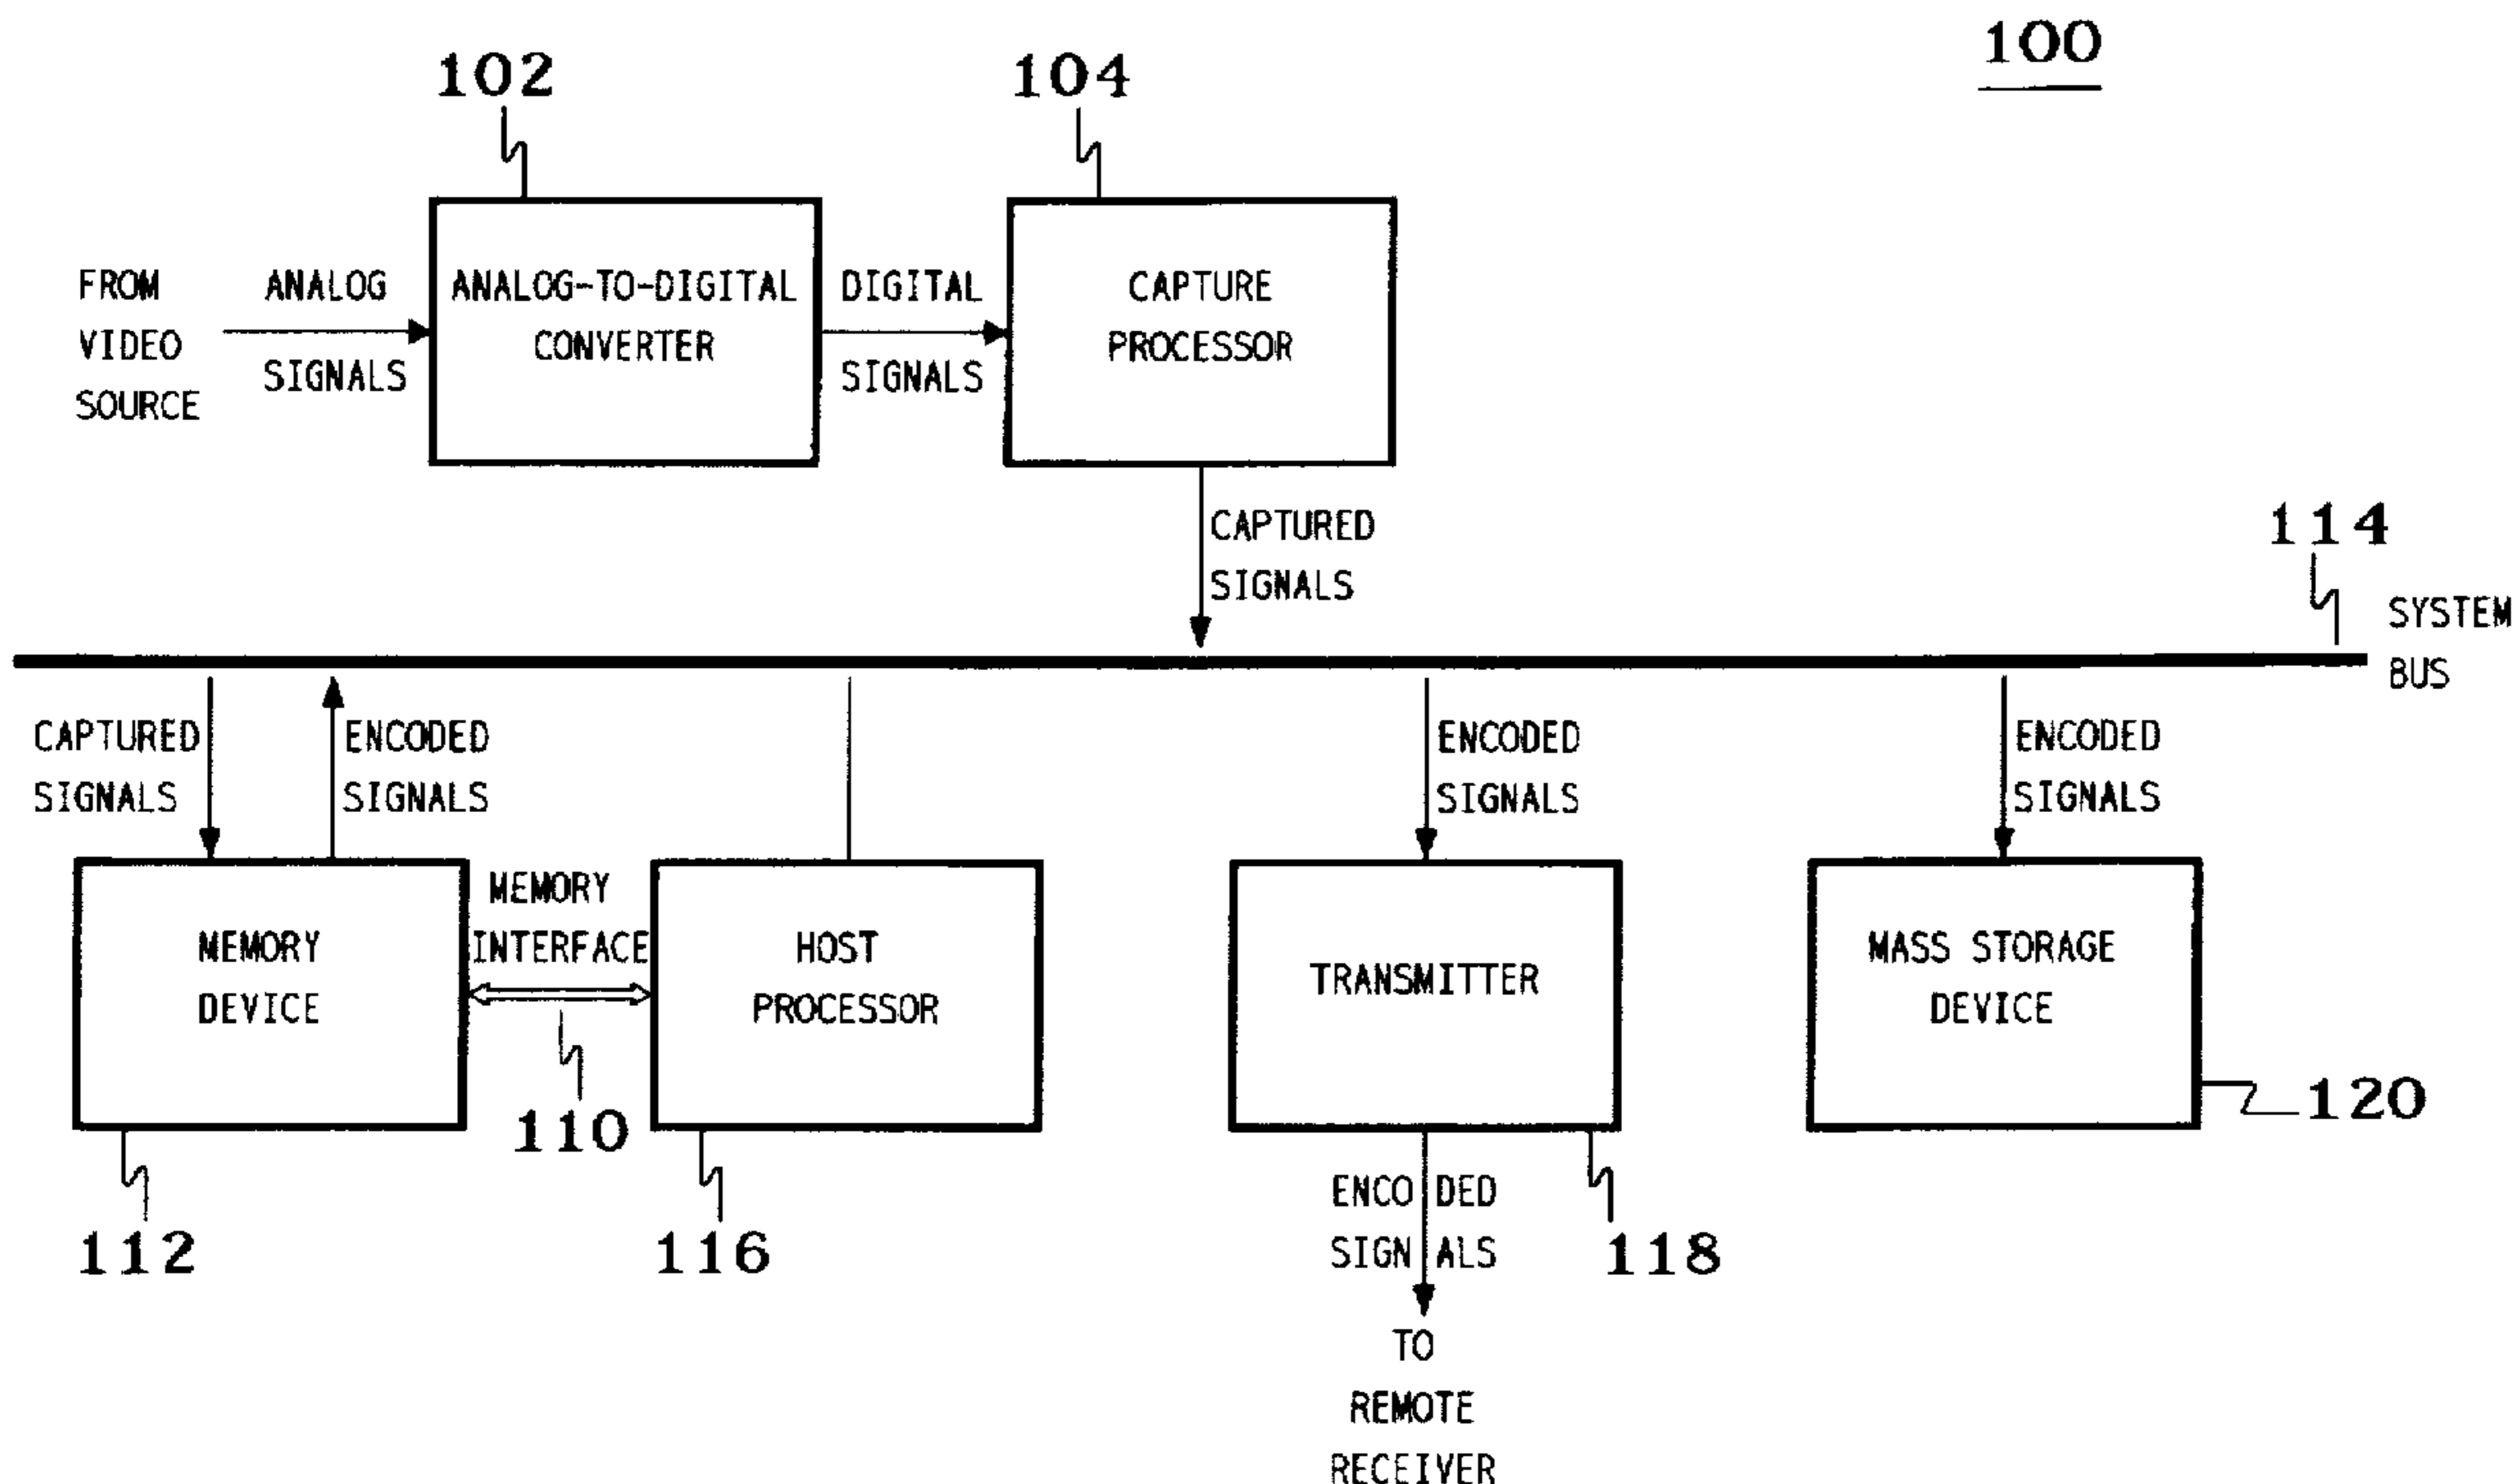 100
102
104
FROM
VIDEO
SOURCE
ANALOG
SIGNALS
ANALOG-TO-DIGITAL
CONVERTER
DIGITAL
SIGNALS
CAPTURE
PROCESSOR
CAPTURED
SIGNALS
114
SYSTEM
BUS
CAPTURED
SIGNALS
ENCODED
SIGNALS
ENCODED
SIGNALS
ENCODED
SIGNALS
MEMORY
DEVICE
MEMORY
INTERFACE
HOST
PROCESSOR
TRANSMITTER
MASS STORAGE
DEVICE
110
120
112
116
ENCODED
SIGNALS
118
TO
REMOTE
RECEIVER